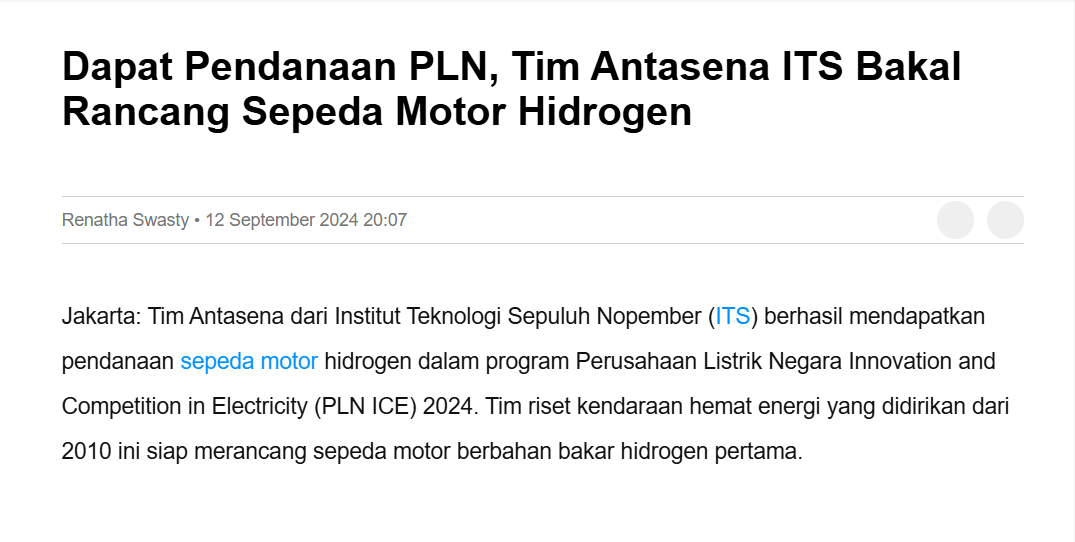 Dapat Pendanaan PLN, Tim Antasena ITS Bakal
Rancang Sepeda Motor Hidrogen
Renatha Swasty • 12 September 2024 20:07
Jakarta: Tim Antasena dari Institut Teknologi Sepuluh Nopember (ITS) berhasil mendapatkan
pendanaan sepeda motor hidrogen dalam program Perusahaan Listrik Negara Innovation and
Competition in Electricity (PLN ICE) 2024. Tim riset kendaraan hemat energi yang didirikan dari
2010 ini siap merancang sepeda motor berbahan bakar hidrogen pertama.